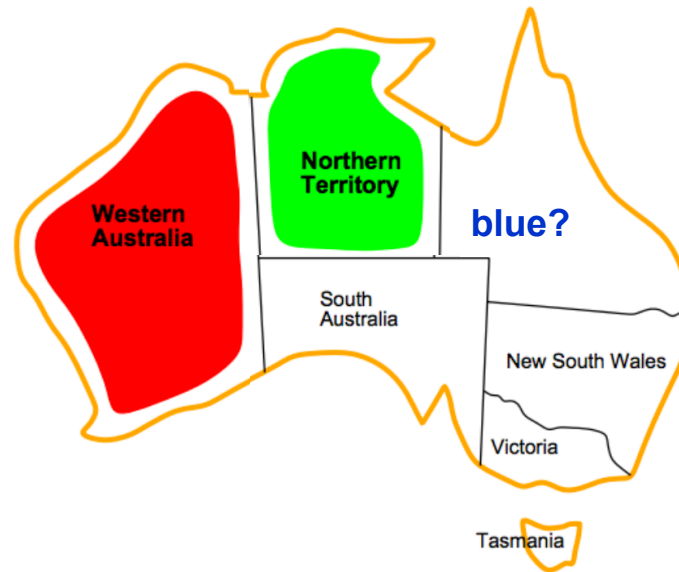 Western
Australia
Northern
Territory
blue?
South
Australia
New South Wales
Victoria
Tasmania